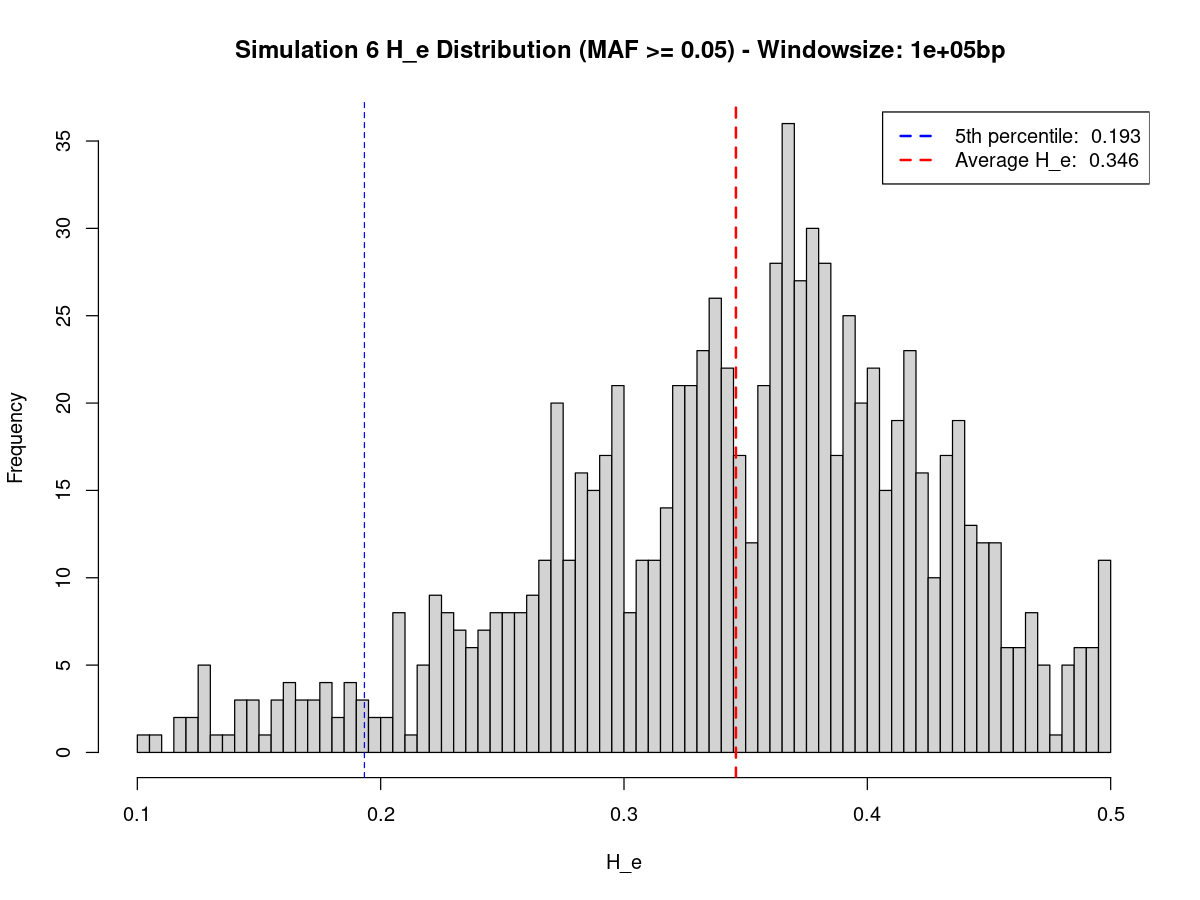 Simulation 6 H_e Distribution (MAF >= 0.05) - Windowsize: 1e+05bp
5th percentile:  0.193
Average H_e:  0.346
Frequency
35
30
25
20
15
10
5
0
0.1
0.2
0.3
0.4
0.5
H_e